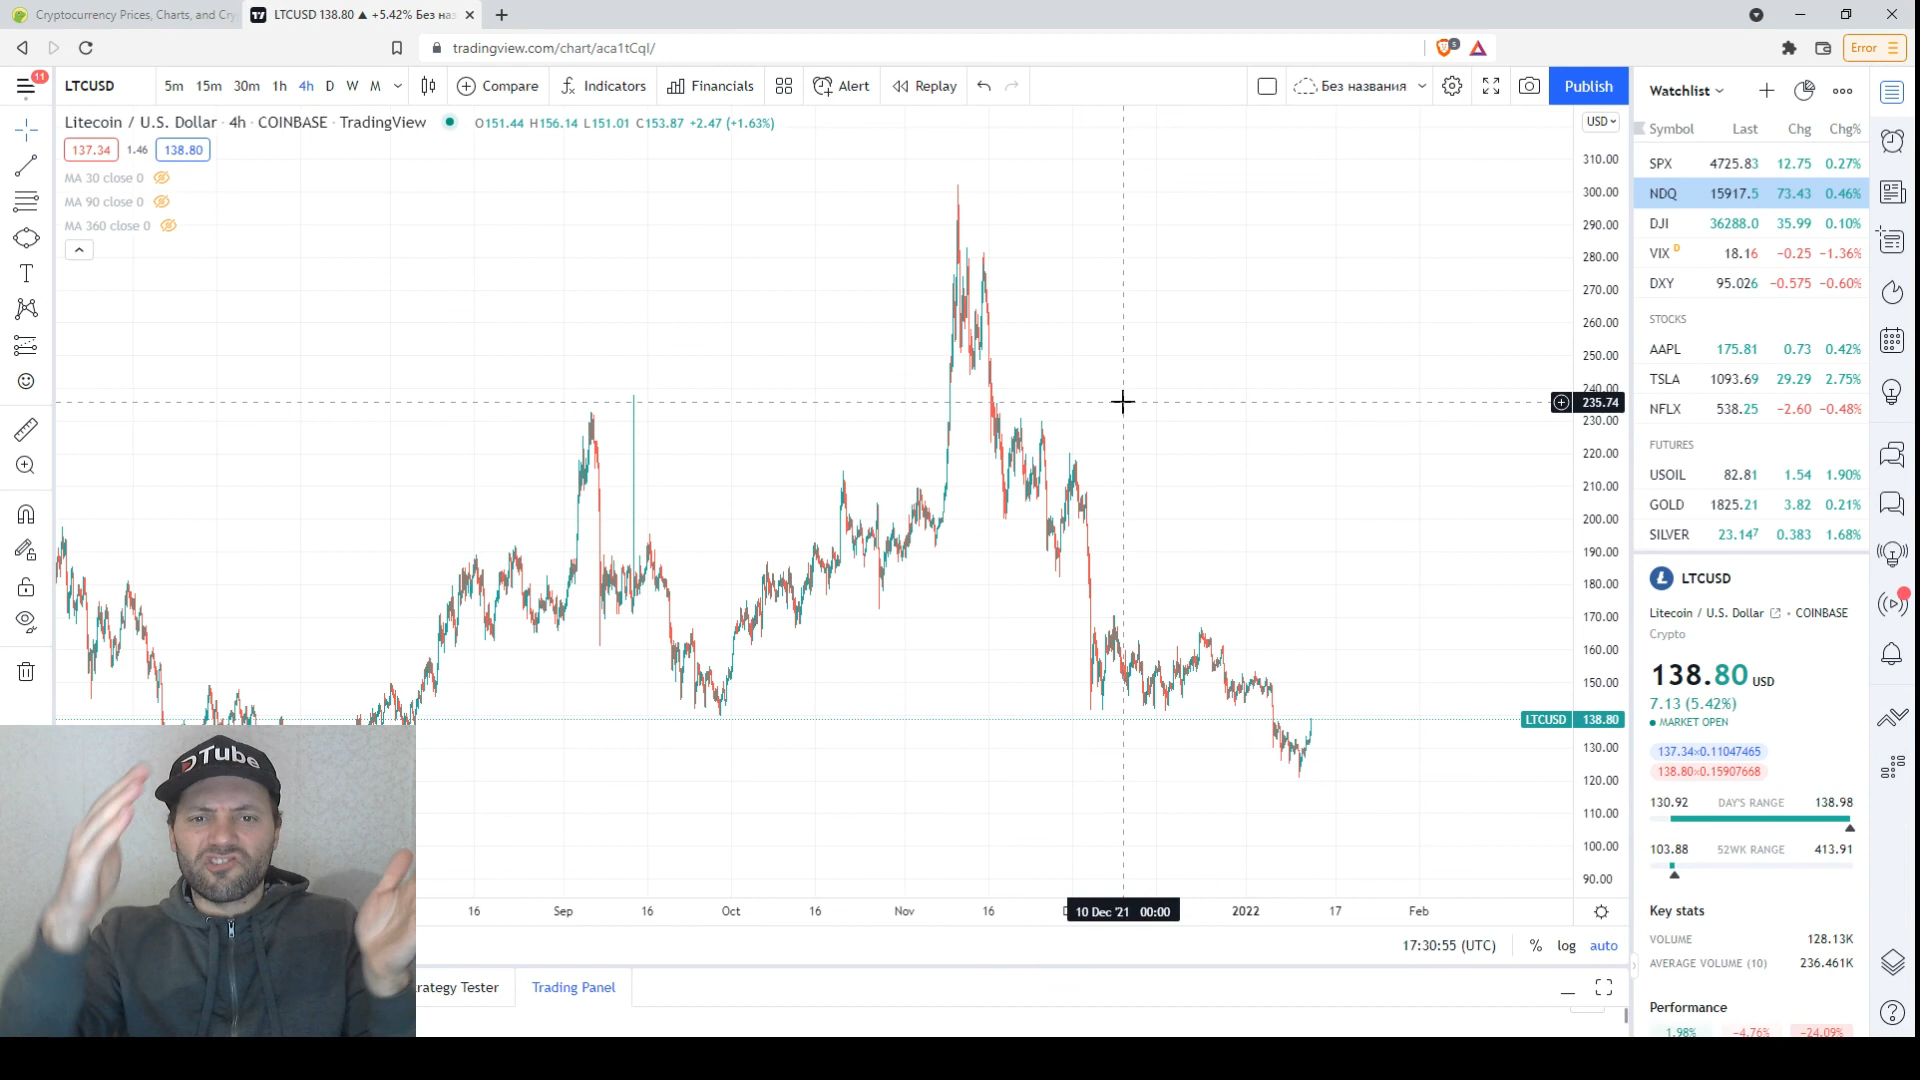 Cryptocurrency Prices, Charts, and Cry
LTCUSD 138.80 ▲ +5.42% Без наз
tradingview.com/chart/aca1tCql/
5
Error
11
LTCUSD
5m 15m 30m 1h 4h D W M
Compare
Indicators
Financials
Alert
Replay
Без названия
Publish
Litecoin / U.S. Dollar · 4h · COINBASE · TradingView
O151.44 H156.14 L151.01 C153.87 +2.47 (+1.63%)
137.34 1.46 138.80
MA 30 close 0
MA 90 close 0
MA 360 close 0
USD
310.00
300.00
290.00
280.00
270.00
260.00
250.00
240.00
235.74
230.00
220.00
210.00
200.00
190.00
180.00
170.00
160.00
150.00
LTCUSD 138.80
130.00
120.00
110.00
100.00
90.00
16 Sep 16 Oct 16 Nov 16 D 10 Dec '21 00:00 2022 17 Feb
17:30:55 (UTC) % log auto
rategy Tester
Trading Panel
DTube
Watchlist
Symbol Last Chg Chg%
SPX 4725.83 12.75 0.27%
NDQ 15917.5 73.43 0.46%
DJI 36288.0 35.99 0.10%
VIX D 18.16 −0.25 −1.36%
DXY 95.026 −0.575 −0.60%
STOCKS
AAPL 175.81 0.73 0.42%
TSLA 1093.69 29.29 2.75%
NFLX 538.25 −2.60 −0.48%
FUTURES
USOIL 82.81 1.54 1.90%
GOLD 1825.21 3.82 0.21%
SILVER 23.147 0.383 1.68%
LTCUSD
Litecoin / U.S. Dollar • COINBASE
Crypto
138.80 USD
7.13 (5.42%)
MARKET OPEN
137.34×0.11047465
138.80×0.15907668
130.92 DAY'S RANGE 138.98
103.88 52WK RANGE 413.91
Key stats
VOLUME 128.13K
AVERAGE VOLUME (10) 236.461K
Performance
1.98% −4.76% −24.09%